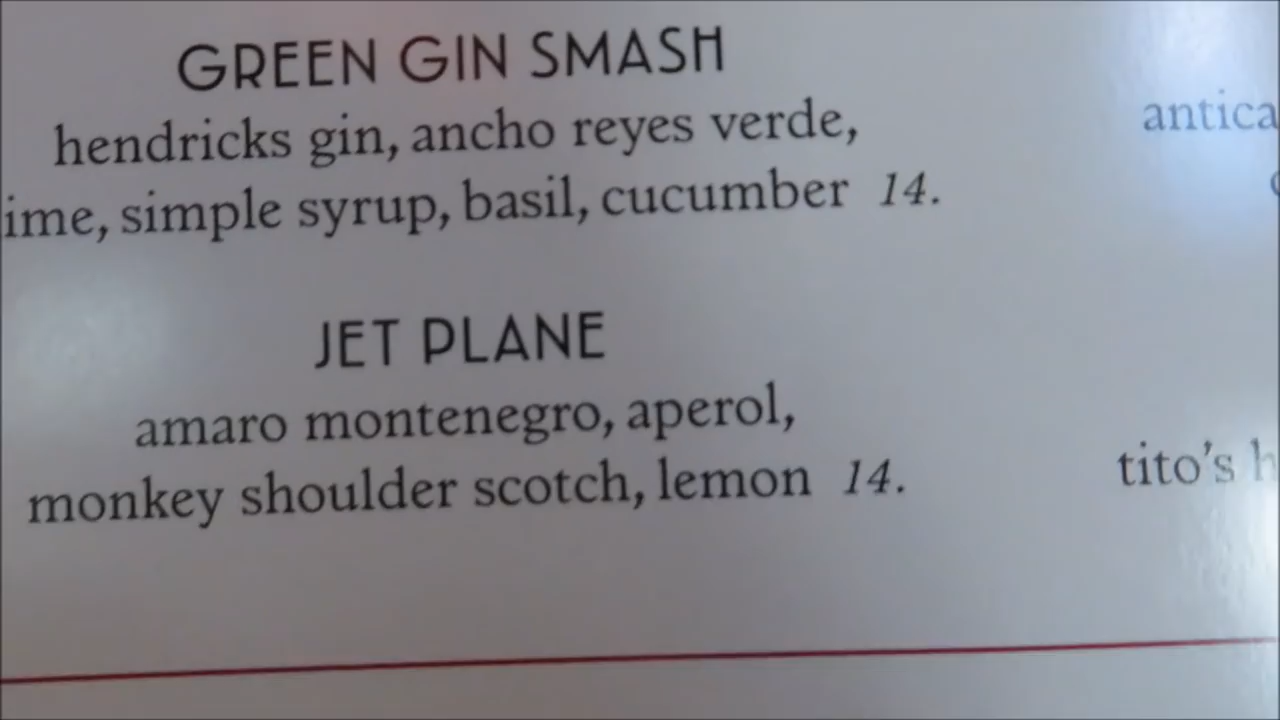 GREEN GIN SMASH
hendricks gin, ancho reyes verde,
ime, simple syrup, basil, cucumber 14.
JET PLANE
amaro montenegro, aperol,
monkey shoulder scotch, lemon 14.
antica
tito's h